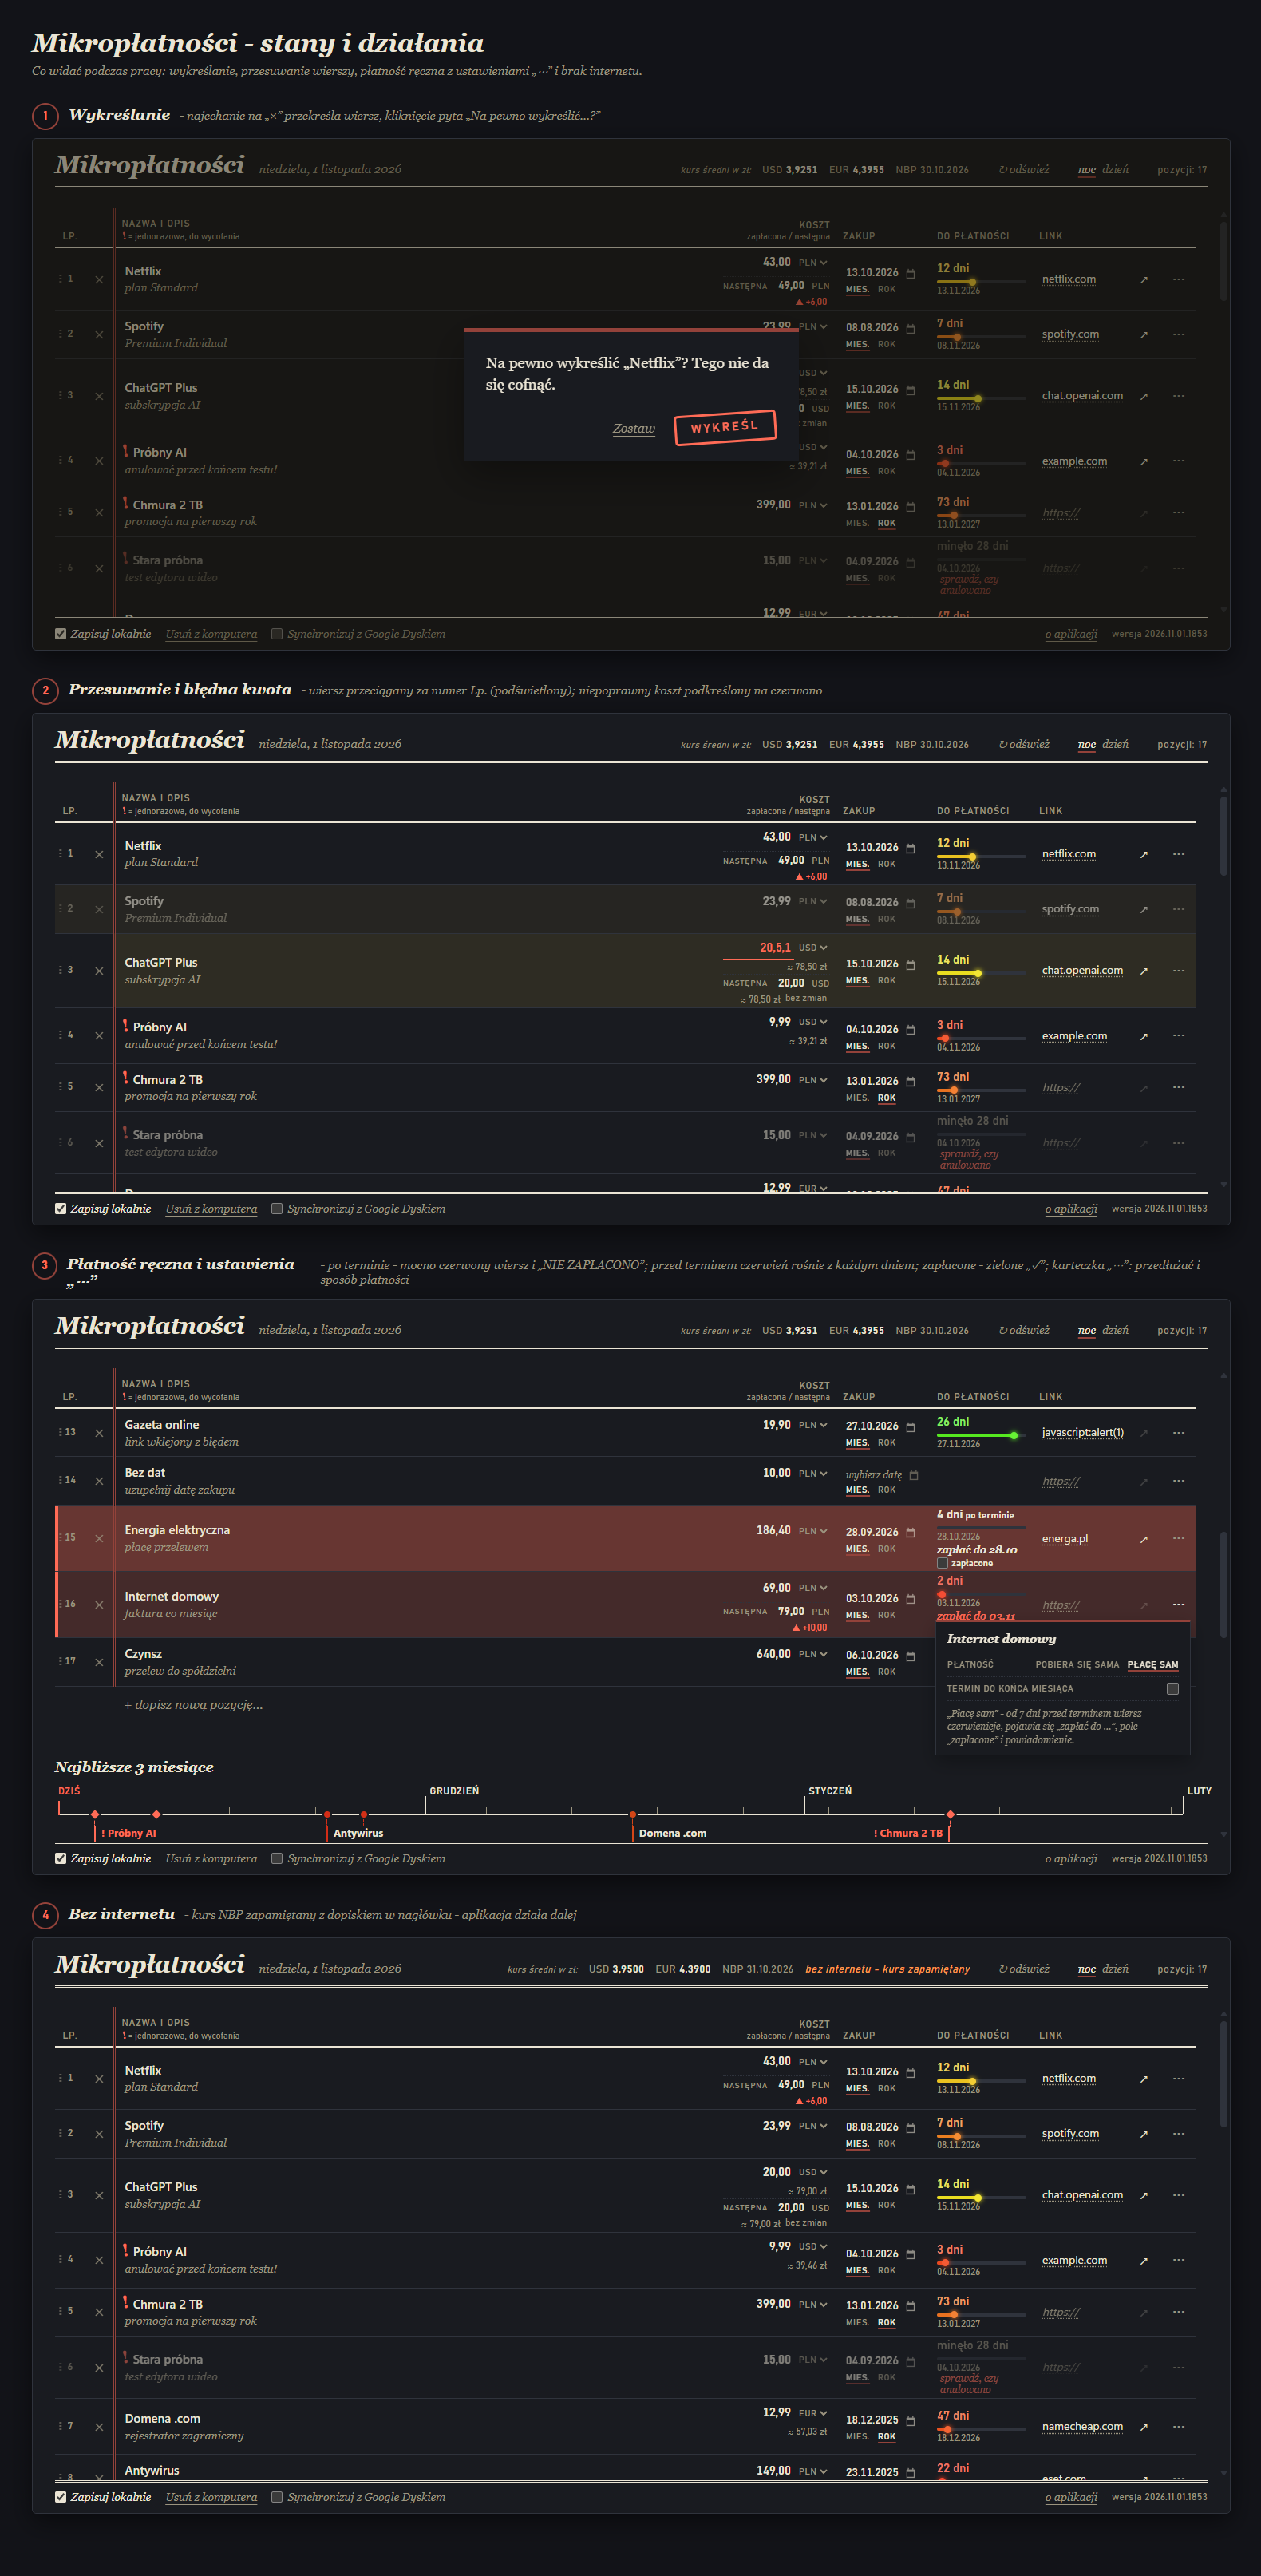 Mikropłatności - stany i działania
Co widać podczas pracy: wykreślanie, przesuwanie wierszy, płatność ręczna z ustawieniami „⋯” i brak internetu.
1 Wykreślanie - najechanie na „×” przekreśla wiersz, kliknięcie pyta „Na pewno wykreślić...?”
Mikropłatności niedziela, 1 listopada 2026 kurs średni w zł: USD 3,9251 EUR 4,3955 NBP 30.10.2026 ↻ odśwież noc dzień pozycji: 17
LP. NAZWA I OPIS KOSZT ZAKUP DO PŁATNOŚCI LINK
! = jednorazowa, do wycofania zapłacona / następna
1 × Netflix 43,00 PLN 13.10.2026 12 dni netflix.com ↗ ⋯
plan Standard NASTĘPNA 49,00 PLN MIES. ROK 13.11.2026
▲ +6,00
2 × Spotify 23,99 PLN 08.08.2026 7 dni spotify.com ↗ ⋯
Premium Individual MIES. ROK 08.11.2026
Na pewno wykreślić „Netflix”? Tego nie da
się cofnąć.
Zostaw WYKREŚL
3 × ChatGPT Plus USD 15.10.2026 14 dni chat.openai.com ↗ ⋯
subskrypcja AI 78,50 zł MIES. ROK 15.11.2026
0 USD
zmian
4 × ! Próbny AI USD 04.10.2026 3 dni example.com ↗ ⋯
anulować przed końcem testu! ≈ 39,21 zł MIES. ROK 04.11.2026
5 × ! Chmura 2 TB 399,00 PLN 13.01.2026 73 dni https:// ↗ ⋯
promocja na pierwszy rok MIES. ROK 13.01.2027
6 × ! Stara próbna 15,00 PLN 04.09.2026 minęło 28 dni https:// ⋯
test edytora wideo MIES. ROK 04.10.2026
sprawdź, czy
anulowano
12,99 EUR 47 dni
Zapisuj lokalnie Usuń z komputera Synchronizuj z Google Dyskiem o aplikacji wersja 2026.11.01.1853
2 Przesuwanie i błędna kwota - wiersz przeciągany za numer Lp. (podświetlony); niepoprawny koszt podkreślony na czerwono
Mikropłatności niedziela, 1 listopada 2026 kurs średni w zł: USD 3,9251 EUR 4,3955 NBP 30.10.2026 ↻ odśwież noc dzień pozycji: 17
LP. NAZWA I OPIS KOSZT ZAKUP DO PŁATNOŚCI LINK
! = jednorazowa, do wycofania zapłacona / następna
1 × Netflix 43,00 PLN 13.10.2026 12 dni netflix.com ↗ ⋯
plan Standard NASTĘPNA 49,00 PLN MIES. ROK 13.11.2026
▲ +6,00
2 × Spotify 23,99 PLN 08.08.2026 7 dni spotify.com ↗ ⋯
Premium Individual MIES. ROK 08.11.2026
3 × ChatGPT Plus 20,5,1 USD 15.10.2026 14 dni chat.openai.com ↗ ⋯
subskrypcja AI ≈ 78,50 zł MIES. ROK 15.11.2026
NASTĘPNA 20,00 USD
≈ 78,50 zł bez zmian
4 × ! Próbny AI 9,99 USD 04.10.2026 3 dni example.com ↗ ⋯
anulować przed końcem testu! ≈ 39,21 zł MIES. ROK 04.11.2026
5 × ! Chmura 2 TB 399,00 PLN 13.01.2026 73 dni https:// ↗ ⋯
promocja na pierwszy rok MIES. ROK 13.01.2027
6 × ! Stara próbna 15,00 PLN 04.09.2026 minęło 28 dni https:// ↗ ⋯
test edytora wideo MIES. ROK 04.10.2026
sprawdź, czy
anulowano
12,99 EUR 47 dni
Zapisuj lokalnie Usuń z komputera Synchronizuj z Google Dyskiem o aplikacji wersja 2026.11.01.1853
3 Płatność ręczna i ustawienia „⋯” - po terminie - mocno czerwony wiersz i „NIE ZAPŁACONO”; przed terminem czerwień rośnie z każdym dniem; zapłacone - zielone „✓”; karteczka „⋯”: przedłużać i
sposób płatności
Mikropłatności niedziela, 1 listopada 2026 kurs średni w zł: USD 3,9251 EUR 4,3955 NBP 30.10.2026 ↻ odśwież noc dzień pozycji: 17
LP. NAZWA I OPIS KOSZT ZAKUP DO PŁATNOŚCI LINK
! = jednorazowa, do wycofania zapłacona / następna
13 × Gazeta online 19,90 PLN 27.10.2026 26 dni javascript:alert(1) ↗ ⋯
link wklejony z błędem MIES. ROK 27.11.2026
14 × Bez dat 10,00 PLN wybierz datę https:// ↗ ⋯
uzupełnij datę zakupu MIES. ROK
15 × Energia elektryczna 186,40 PLN 28.09.2026 4 dni po terminie energa.pl ↗ ⋯
płacę przelewem MIES. ROK 28.10.2026
zapłać do 28.10
zapłacone
16 × Internet domowy 69,00 PLN 03.10.2026 2 dni https:// ↗ ⋯
faktura co miesiąc NASTĘPNA 79,00 PLN MIES. ROK 03.11.2026
▲ +10,00 zapłać do 03.11
17 × Czynsz 640,00 PLN 06.10.2026
przelew do spółdzielni MIES. ROK
Internet domowy
PŁATNOŚĆ POBIERA SIĘ SAMA PŁACĘ SAM
TERMIN DO KOŃCA MIESIĄCA
„Płacę sam” - od 7 dni przed terminem wiersz
czerwienieje, pojawia się „zapłać do ...”, pole
„zapłacone” i powiadomienie.
+ dopisz nową pozycję...
Najbliższe 3 miesiące
DZIŚ GRUDZIEŃ STYCZEŃ LUTY
! Próbny AI Antywirus Domena .com ! Chmura 2 TB
Zapisuj lokalnie Usuń z komputera Synchronizuj z Google Dyskiem o aplikacji wersja 2026.11.01.1853
4 Bez internetu - kurs NBP zapamiętany z dopiskiem w nagłówku - aplikacja działa dalej
Mikropłatności niedziela, 1 listopada 2026 kurs średni w zł: USD 3,9500 EUR 4,3900 NBP 31.10.2026 bez internetu - kurs zapamiętany ↻ odśwież noc dzień pozycji: 17
LP. NAZWA I OPIS KOSZT ZAKUP DO PŁATNOŚCI LINK
! = jednorazowa, do wycofania zapłacona / następna
1 × Netflix 43,00 PLN 13.10.2026 12 dni netflix.com ↗ ⋯
plan Standard NASTĘPNA 49,00 PLN MIES. ROK 13.11.2026
▲ +6,00
2 × Spotify 23,99 PLN 08.08.2026 7 dni spotify.com ↗ ⋯
Premium Individual MIES. ROK 08.11.2026
3 × ChatGPT Plus 20,00 USD 15.10.2026 14 dni chat.openai.com ↗ ⋯
subskrypcja AI ≈ 79,00 zł MIES. ROK 15.11.2026
NASTĘPNA 20,00 USD
≈ 79,00 zł bez zmian
4 × ! Próbny AI 9,99 USD 04.10.2026 3 dni example.com ↗ ⋯
anulować przed końcem testu! ≈ 39,46 zł MIES. ROK 04.11.2026
5 × ! Chmura 2 TB 399,00 PLN 13.01.2026 73 dni https:// ↗ ⋯
promocja na pierwszy rok MIES. ROK 13.01.2027
6 × ! Stara próbna 15,00 PLN 04.09.2026 minęło 28 dni https:// ↗ ⋯
test edytora wideo MIES. ROK 04.10.2026
sprawdź, czy
anulowano
7 × Domena .com 12,99 EUR 18.12.2025 47 dni namecheap.com ↗ ⋯
rejestrator zagraniczny ≈ 57,03 zł MIES. ROK 18.12.2026
8 × Antywirus 149,00 PLN 23.11.2025 22 dni eset.com ↗ ⋯
Zapisuj lokalnie Usuń z komputera Synchronizuj z Google Dyskiem o aplikacji wersja 2026.11.01.1853